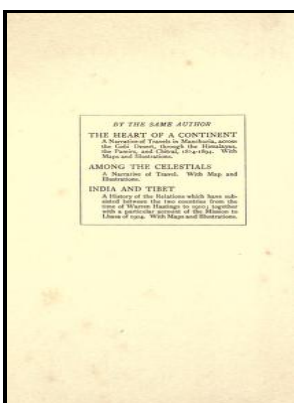 BY THE SAME AUTHOR
THE HEART OF A CONTINENT
A Narrative of Travels in Manchuria, across
the Gobi Desert, through the Himalayas,
the Pamirs, and Chitral, 1874-1894. With
Maps and Illustrations.
AMONG THE CELESTIALS
A Narrative of Travel. With Map and
Illustrations.
INDIA AND TIBET
A History of the Relations which have sub-
sisted between the two countries from the
time of Warren Hastings to 1910; together
with a particular account of the Mission to
Lhasa of 1904. With Maps and Illustrations.